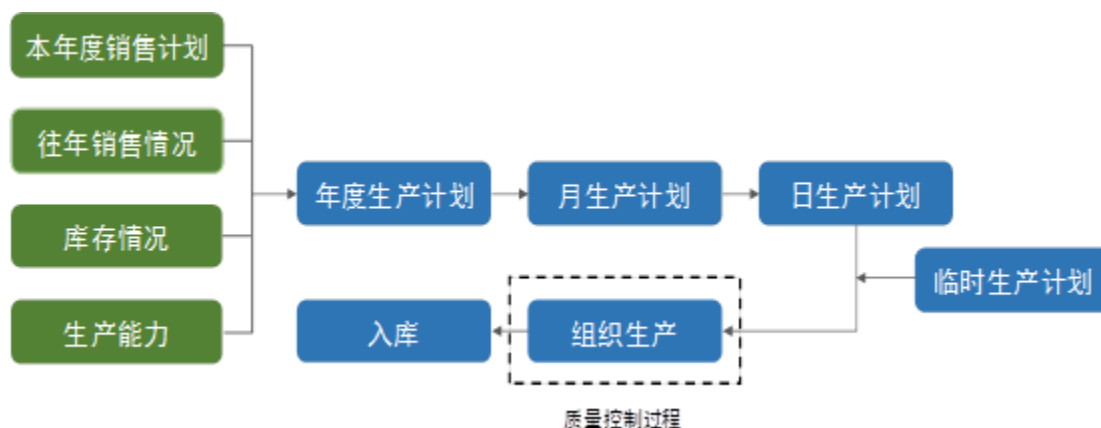 本年度销售计划
往年销售情况
库存情况
生产能力
年度生产计划
月生产计划
日生产计划
临时生产计划
组织生产
入库
质量控制过程